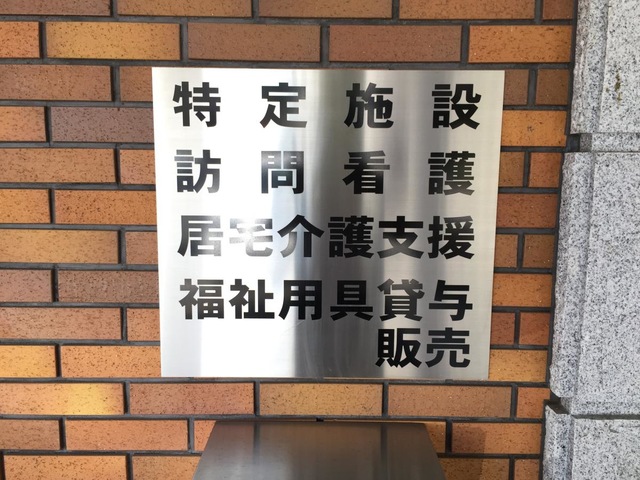 特定施設
訪問看護
居宅介護支援
福祉用具貸与
販売